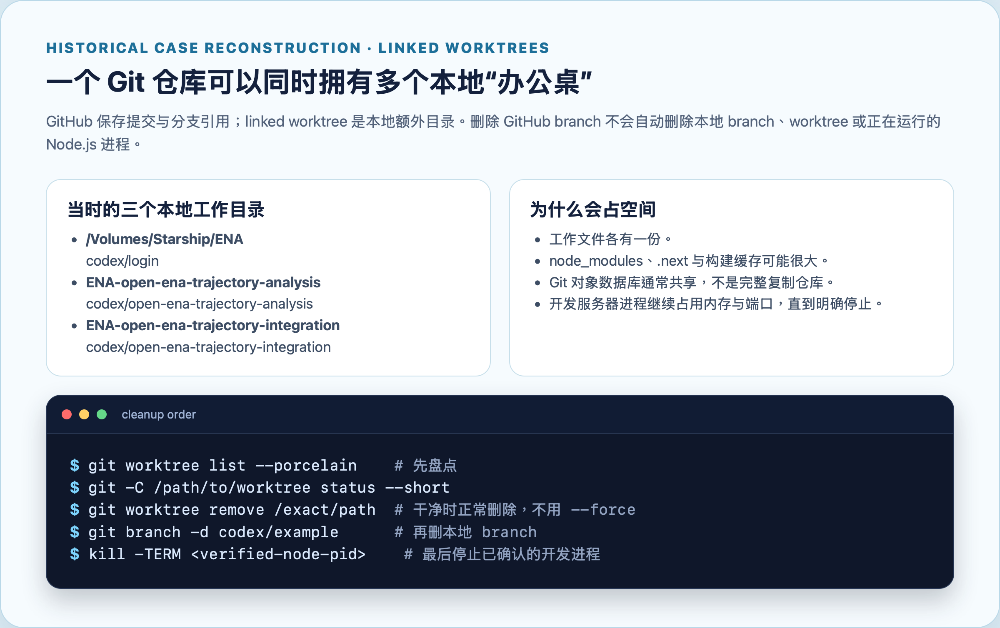 HISTORICAL CASE RECONSTRUCTION · LINKED WORKTREES
一个 Git 仓库可以同时拥有多个本地“办公桌”
GitHub 保存提交与分支引用；linked worktree 是本地额外目录。删除 GitHub branch 不会自动删除本地 branch、worktree 或正在运行的
Node.js 进程。
当时的三个本地工作目录
• /Volumes/Starship/ENA
codex/login
• ENA-open-ena-trajectory-analysis
codex/open-ena-trajectory-analysis
• ENA-open-ena-trajectory-integration
codex/open-ena-trajectory-integration
为什么会占空间
• 工作文件各有一份。
• node_modules、.next 与构建缓存可能很大。
• Git 对象数据库通常共享，不是完整复制仓库。
• 开发服务器进程继续占用内存与端口，直到明确停止。
cleanup order
$ git worktree list --porcelain    # 先盘点
$ git -C /path/to/worktree status --short
$ git worktree remove /exact/path  # 干净时正常删除，不用 --force
$ git branch -d codex/example      # 再删本地 branch
$ kill -TERM <verified-node-pid>    # 最后停止已确认的开发进程